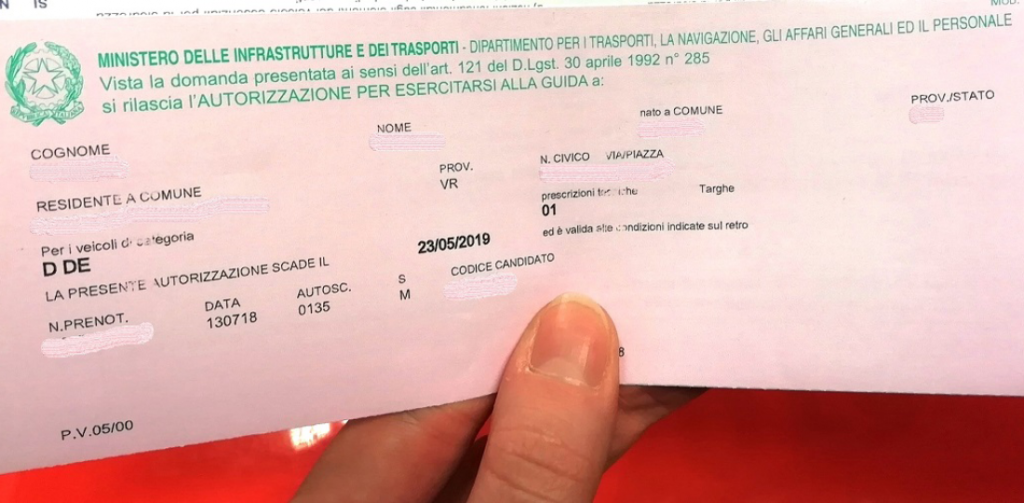 MINISTERO DELLE INFRASTRUTTURE E DEI TRASPORTI - DIPARTIMENTO PER I TRASPORTI, LA NAVIGAZIONE, GLI AFFARI GENERALI ED IL PERSONALE
Vista la domanda presentata ai sensi dell'art. 121 del D.Lgst. 30 aprile 1992 n° 285
si rilascia l'AUTORIZZAZIONE PER ESERCITARSI ALLA GUIDA a:
COGNOME NOME nato a COMUNE PROV./STATO
RESIDENTE A COMUNE PROV. N. CIVICO VIA/PIAZZA
VR
Per i veicoli di categoria prescrizioni tecniche Targhe
D DE 01
LA PRESENTE AUTORIZZAZIONE SCADE IL 23/05/2019 ed è valida alle condizioni indicate sul retro
N.PRENOT. DATA AUTOSC. S CODICE CANDIDATO
130718 0135 M
8
P.V.05/00